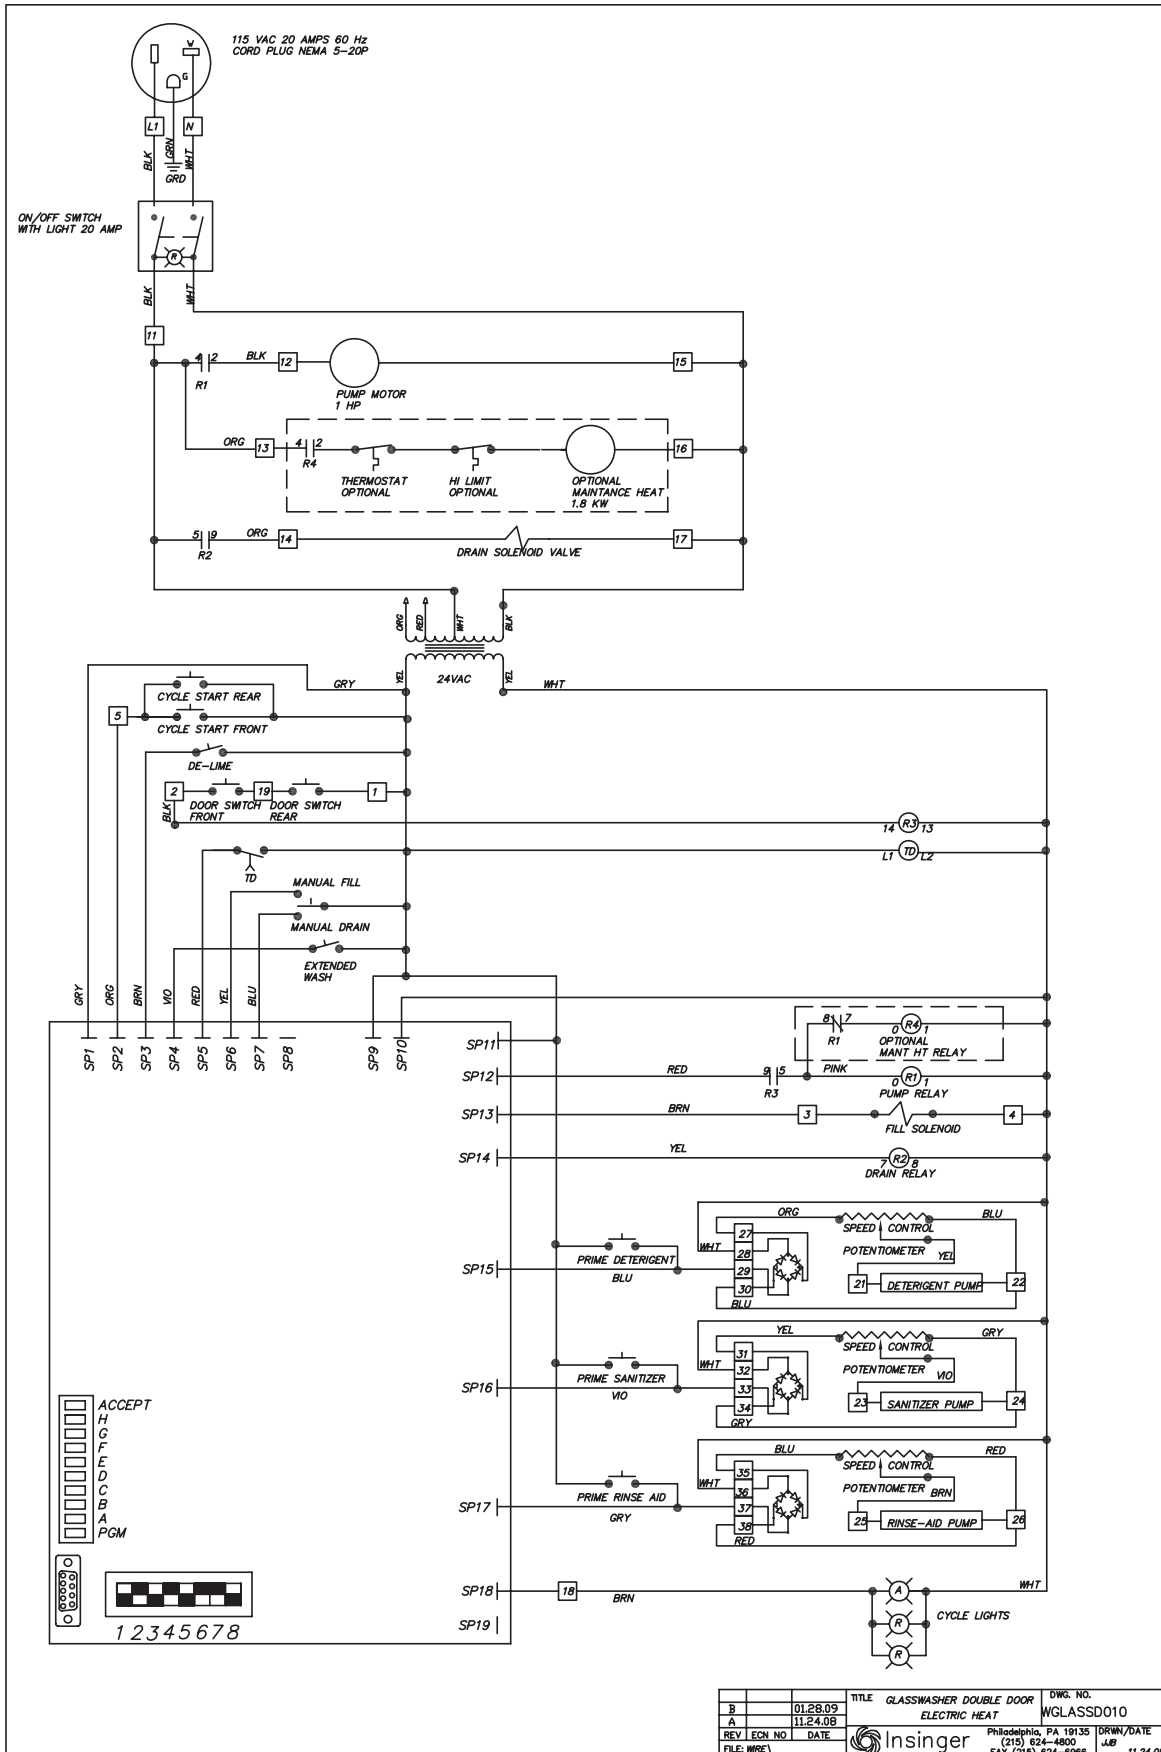 115 VAC 20 AMPS 60 Hz
CORD PLUG NEMA 5-20P
W
G
L1
N
BLK
GRN
WHT
GRD
ON/OFF SWITCH
WITH LIGHT 20 AMP
R
BLK
WHT
11
4 2
R1
BLK
12
PUMP MOTOR
1 HP
15
ORG
13
4 2
R4
THERMOSTAT
OPTIONAL
HI LIMIT
OPTIONAL
OPTIONAL
MAINTANCE HEAT
1.8 KW
16
5 9
R2
ORG
14
DRAIN SOLENOID VALVE
17
ORG
RED
WHT
BLK
YEL
24VAC
YEL
GRY
WHT
CYCLE START REAR
5
CYCLE START FRONT
DE-LIME
2
19
1
DOOR SWITCH
FRONT
DOOR SWITCH
REAR
BLK
14 R3 13
L1 TD L2
TD
MANUAL FILL
MANUAL DRAIN
EXTENDED
WASH
GRY
ORG
BRN
VIO
RED
YEL
BLU
SP1
SP2
SP3
SP4
SP5
SP6
SP7
SP8
SP9
SP10
SP11
8 7
R1
0 R4 1
OPTIONAL
MANT HT RELAY
SP12
RED
9 5
R3
PINK
0 R1 1
PUMP RELAY
SP13
BRN
3
FILL SOLENOID
4
SP14
YEL
7 R2 8
DRAIN RELAY
ORG
BLU
27
28
29
30
WHT
SPEED CONTROL
POTENTIOMETER
YEL
PRIME DETERIGENT
SP15
BLU
BLU
21
DETERIGENT PUMP
22
YEL
GRY
31
32
33
34
WHT
SPEED CONTROL
POTENTIOMETER
VIO
PRIME SANITIZER
SP16
VIO
GRY
23
SANITIZER PUMP
24
BLU
RED
35
36
37
38
WHT
SPEED CONTROL
POTENTIOMETER
BRN
PRIME RINSE AID
SP17
GRY
RED
25
RINSE-AID PUMP
26
ACCEPT
H
G
F
E
D
C
B
A
PGM
SP18
18
BRN
A
R
R
WHT
CYCLE LIGHTS
SP19
12345678
B 01.28.09
A 11.24.08
REV ECN NO DATE
FILE: WIRE\
TITLE GLASSWASHER DOUBLE DOOR
ELECTRIC HEAT
DWG. NO.
WGLASSD010
Insinger
Philadelphia, PA 19135
(215) 624-4800
DRWN/DATE
JJB